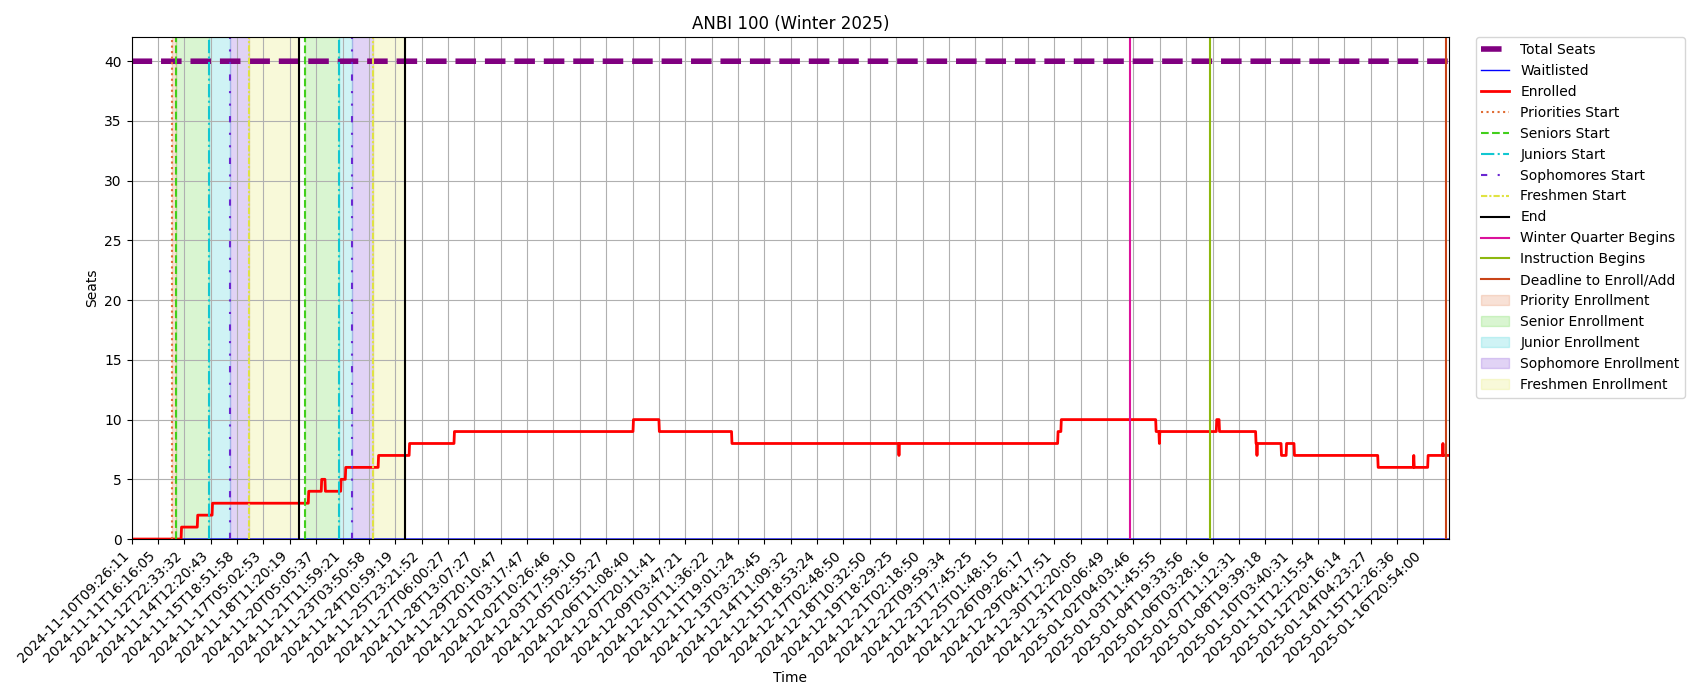 ANBI 100 (Winter 2025)
Seats
40
35
30
25
20
15
10
5
0
2024-11-10T09:26:11
2024-11-11T16:16:05
2024-11-12T22:33:32
2024-11-14T12:20:43
2024-11-15T18:51:58
2024-11-17T05:02:53
2024-11-18T11:20:19
2024-11-20T05:05:37
2024-11-21T11:59:21
2024-11-23T03:50:58
2024-11-24T10:59:19
2024-11-25T23:21:52
2024-11-27T06:00:27
2024-11-28T13:07:27
2024-11-29T20:10:47
2024-12-01T03:17:47
2024-12-02T10:26:46
2024-12-03T17:59:10
2024-12-05T02:55:27
2024-12-06T11:08:40
2024-12-07T20:11:41
2024-12-09T03:47:21
2024-12-10T11:36:22
2024-12-11T19:01:24
2024-12-13T03:23:45
2024-12-14T11:09:32
2024-12-15T18:53:24
2024-12-17T02:48:50
2024-12-18T10:32:50
2024-12-19T18:29:25
2024-12-21T02:18:50
2024-12-22T09:59:34
2024-12-23T17:45:25
2024-12-25T01:48:15
2024-12-26T09:26:17
2024-12-29T04:17:51
2024-12-30T12:20:05
2024-12-31T20:06:49
2025-01-02T04:03:46
2025-01-03T11:45:55
2025-01-04T19:33:56
2025-01-06T03:28:16
2025-01-07T11:12:31
2025-01-08T19:39:18
2025-01-10T03:40:31
2025-01-11T12:15:54
2025-01-12T20:16:14
2025-01-14T04:23:27
2025-01-15T12:26:36
2025-01-16T20:54:00
Time
Total Seats
Waitlisted
Enrolled
Priorities Start
Seniors Start
Juniors Start
Sophomores Start
Freshmen Start
End
Winter Quarter Begins
Instruction Begins
Deadline to Enroll/Add
Priority Enrollment
Senior Enrollment
Junior Enrollment
Sophomore Enrollment
Freshmen Enrollment